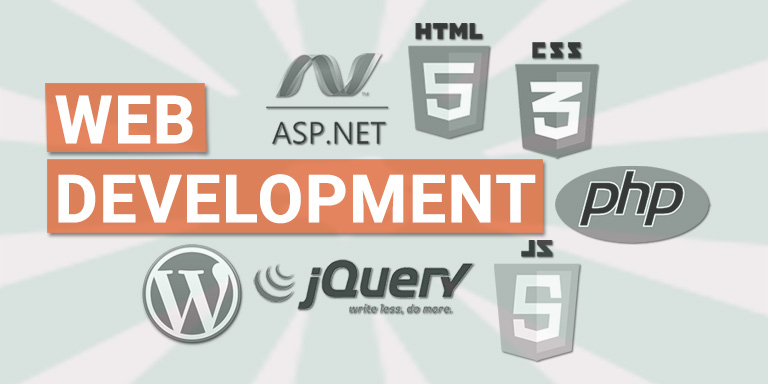 HTML
5
CSS
3
ASP.NET
WEB
DEVELOPMENT
php
JS
5
W
jQuery
write less, do more.